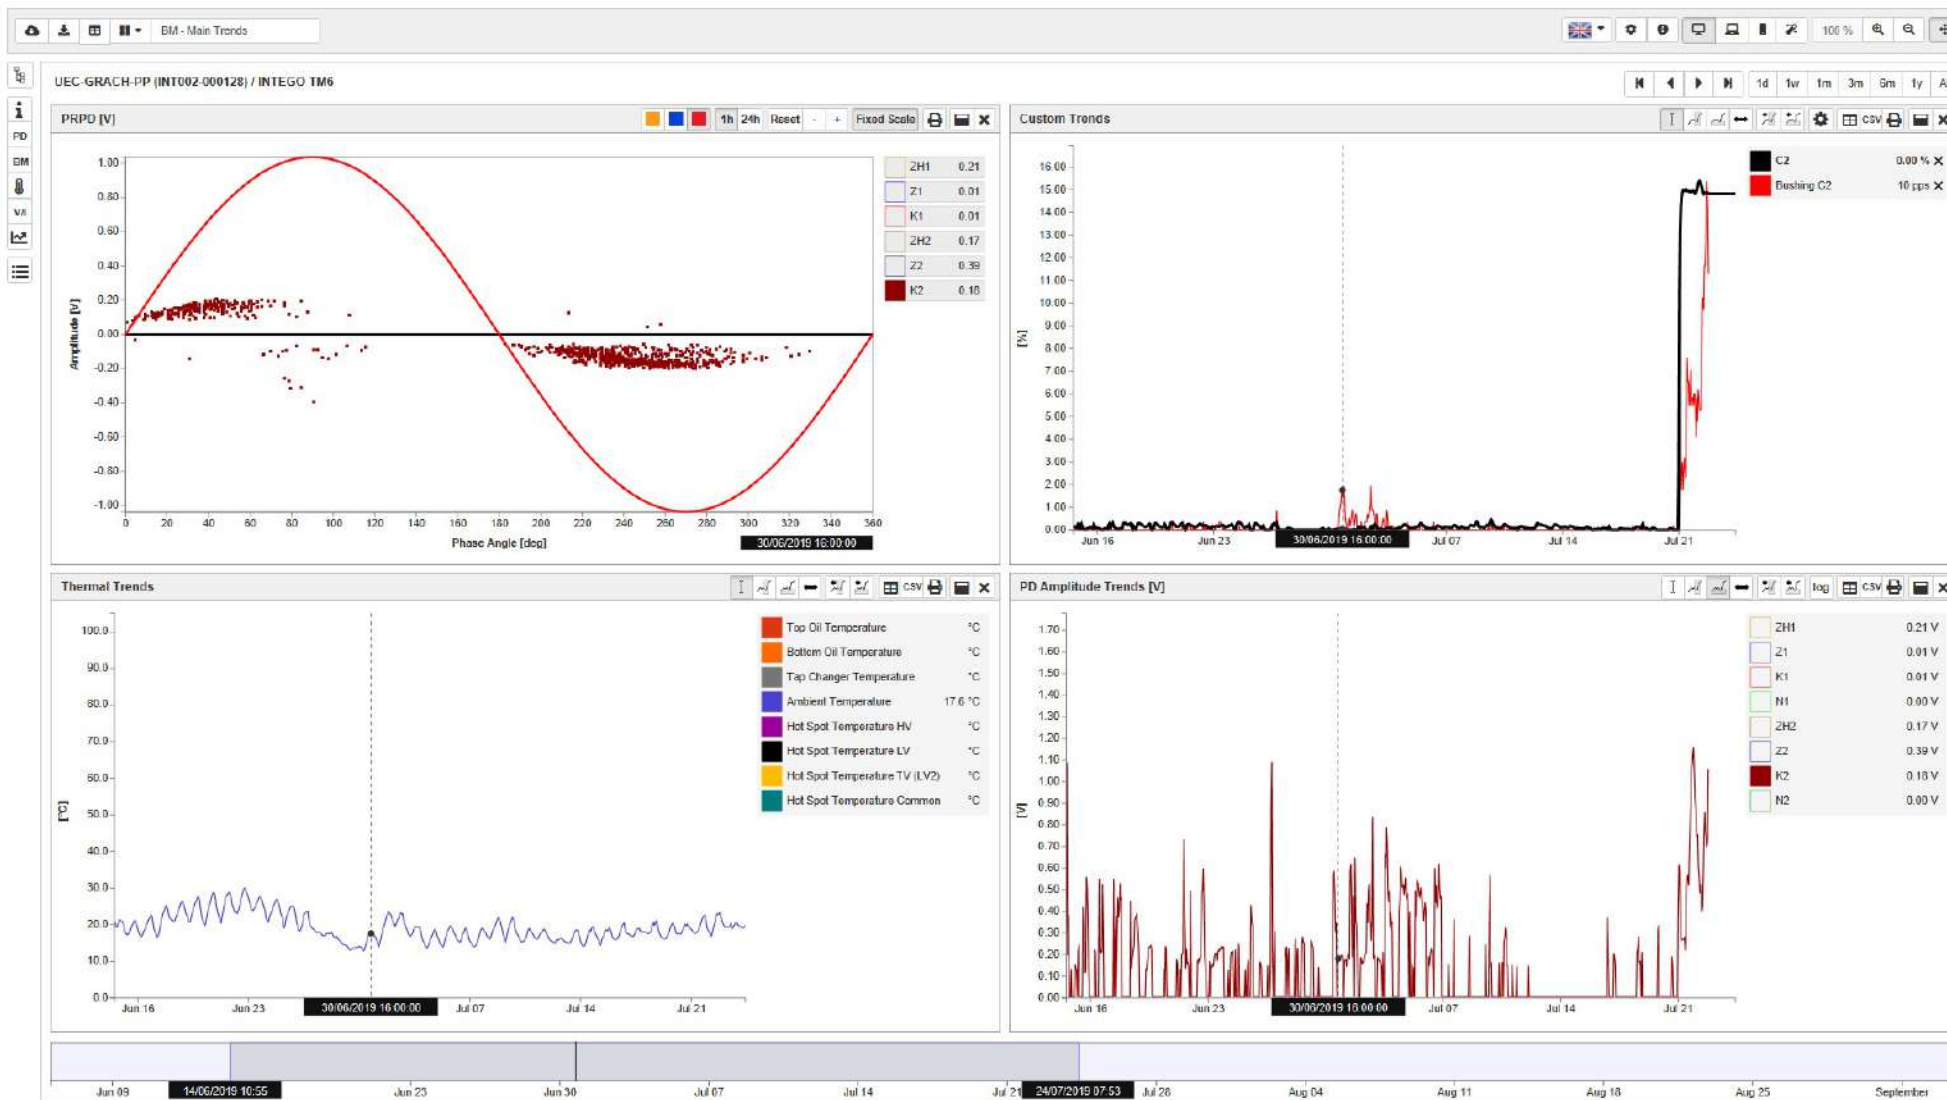 BM - Main Trends
100 %
UEC-GRACH-PP (INT002-000128) / INTEGO TM6
1d 1w 1m 3m 6m 1y A
PD
BM
V/I
PRPD [V]
1h 24h Reset - + Fixed Scale
1.00
0.80
0.60
0.40
0.20
0.00
-0.20
-0.40
-0.60
-0.80
-1.00
Amplitude [V]
0 20 40 60 80 100 120 140 160 180 200 220 240 260 280 300 320 340 360
Phase Angle [deg]
30/06/2019 16:00:00
ZH1 0.21
Z1 0.01
K1 0.01
ZH2 0.17
Z2 0.39
K2 0.18
Custom Trends
CSV
16.00
15.00
14.00
13.00
12.00
11.00
10.00
9.00
8.00
7.00
6.00
5.00
4.00
3.00
2.00
1.00
0.00
[%]
Jun 16 Jun 23 30/06/2019 16:00:00 Jul 07 Jul 14 Jul 21
C2 0.00 %
Bushing C2 10 pps
Thermal Trends
CSV
100.0
90.0
80.0
70.0
60.0
50.0
40.0
30.0
20.0
10.0
0.0
[°C]
Jun 16 Jun 23 30/06/2019 16:00:00 Jul 07 Jul 14 Jul 21
Top Oil Temperature °C
Bottom Oil Temperature °C
Tap Changer Temperature °C
Ambient Temperature 17.6 °C
Hot Spot Temperature HV °C
Hot Spot Temperature LV °C
Hot Spot Temperature TV (LV2) °C
Hot Spot Temperature Common °C
PD Amplitude Trends [V]
log CSV
1.70
1.60
1.50
1.40
1.30
1.20
1.10
1.00
0.90
0.80
0.70
0.60
0.50
0.40
0.30
0.20
0.10
0.00
[V]
Jun 16 Jun 23 30/06/2019 16:00:00 Jul 07 Jul 14 Jul 21
ZH1 0.21 V
Z1 0.01 V
K1 0.01 V
N1 0.00 V
ZH2 0.17 V
Z2 0.39 V
K2 0.18 V
N2 0.00 V
Jun 09 14/06/2019 10:55 Jun 23 Jun 30 Jul 07 Jul 14 Jul 21 24/07/2019 07:53 Jul 28 Aug 04 Aug 11 Aug 18 Aug 25 September